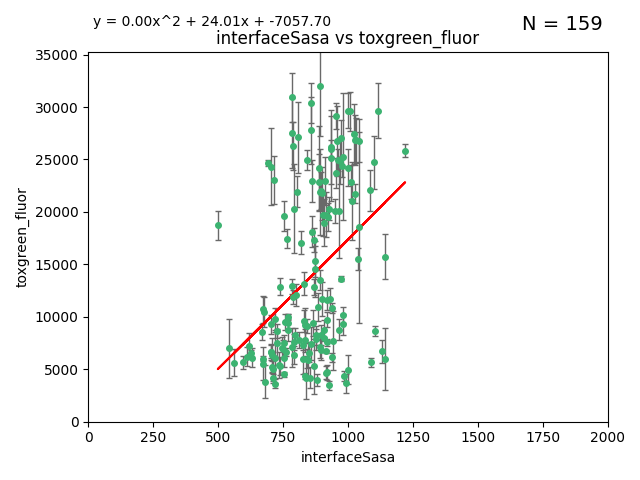 y = 0.00x^2 + 24.01x + -7057.70
N = 159
interfaceSasa vs toxgreen_fluor
35000
30000
25000
20000
15000
10000
5000
0
toxgreen_fluor
0 250 500 750 1000 1250 1500 1750 2000
interfaceSasa